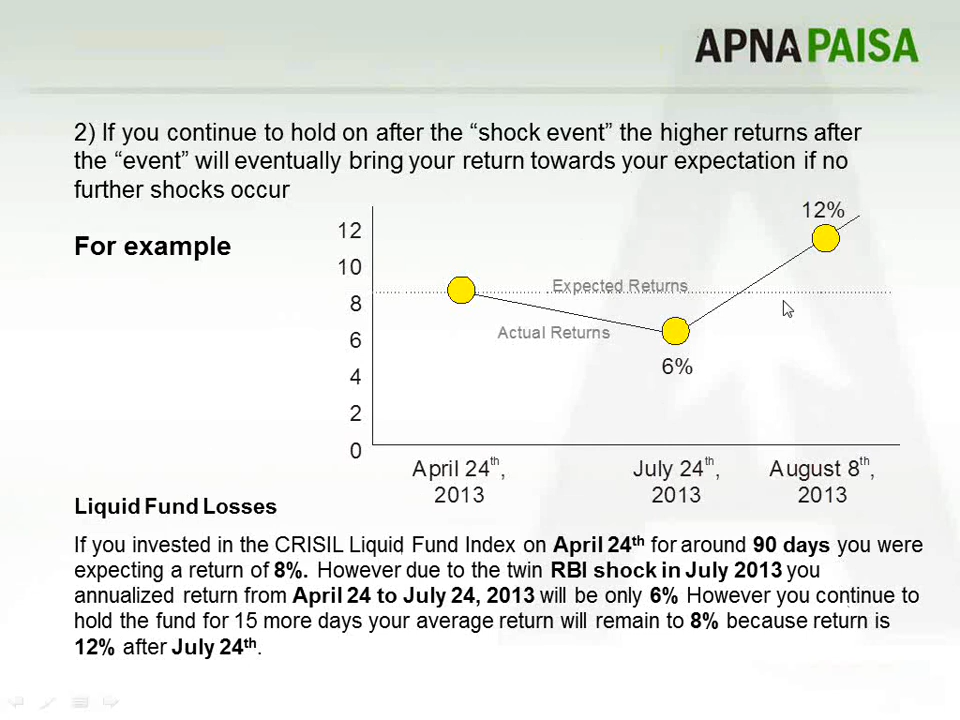 APNAPAISA
2) If you continue to hold on after the “shock event” the higher returns after
the “event” will eventually bring your return towards your expectation if no
further shocks occur
For example
12%
12
10
8
6
4
2
0
Expected Returns
Actual Returns
6%
April 24th,
2013
July 24th,
2013
August 8th,
2013
Liquid Fund Losses
If you invested in the CRISIL Liquid Fund Index on April 24th for around 90 days you were
expecting a return of 8%. However due to the twin RBI shock in July 2013 you
annualized return from April 24 to July 24, 2013 will be only 6% However you continue to
hold the fund for 15 more days your average return will remain to 8% because return is
12% after July 24th.